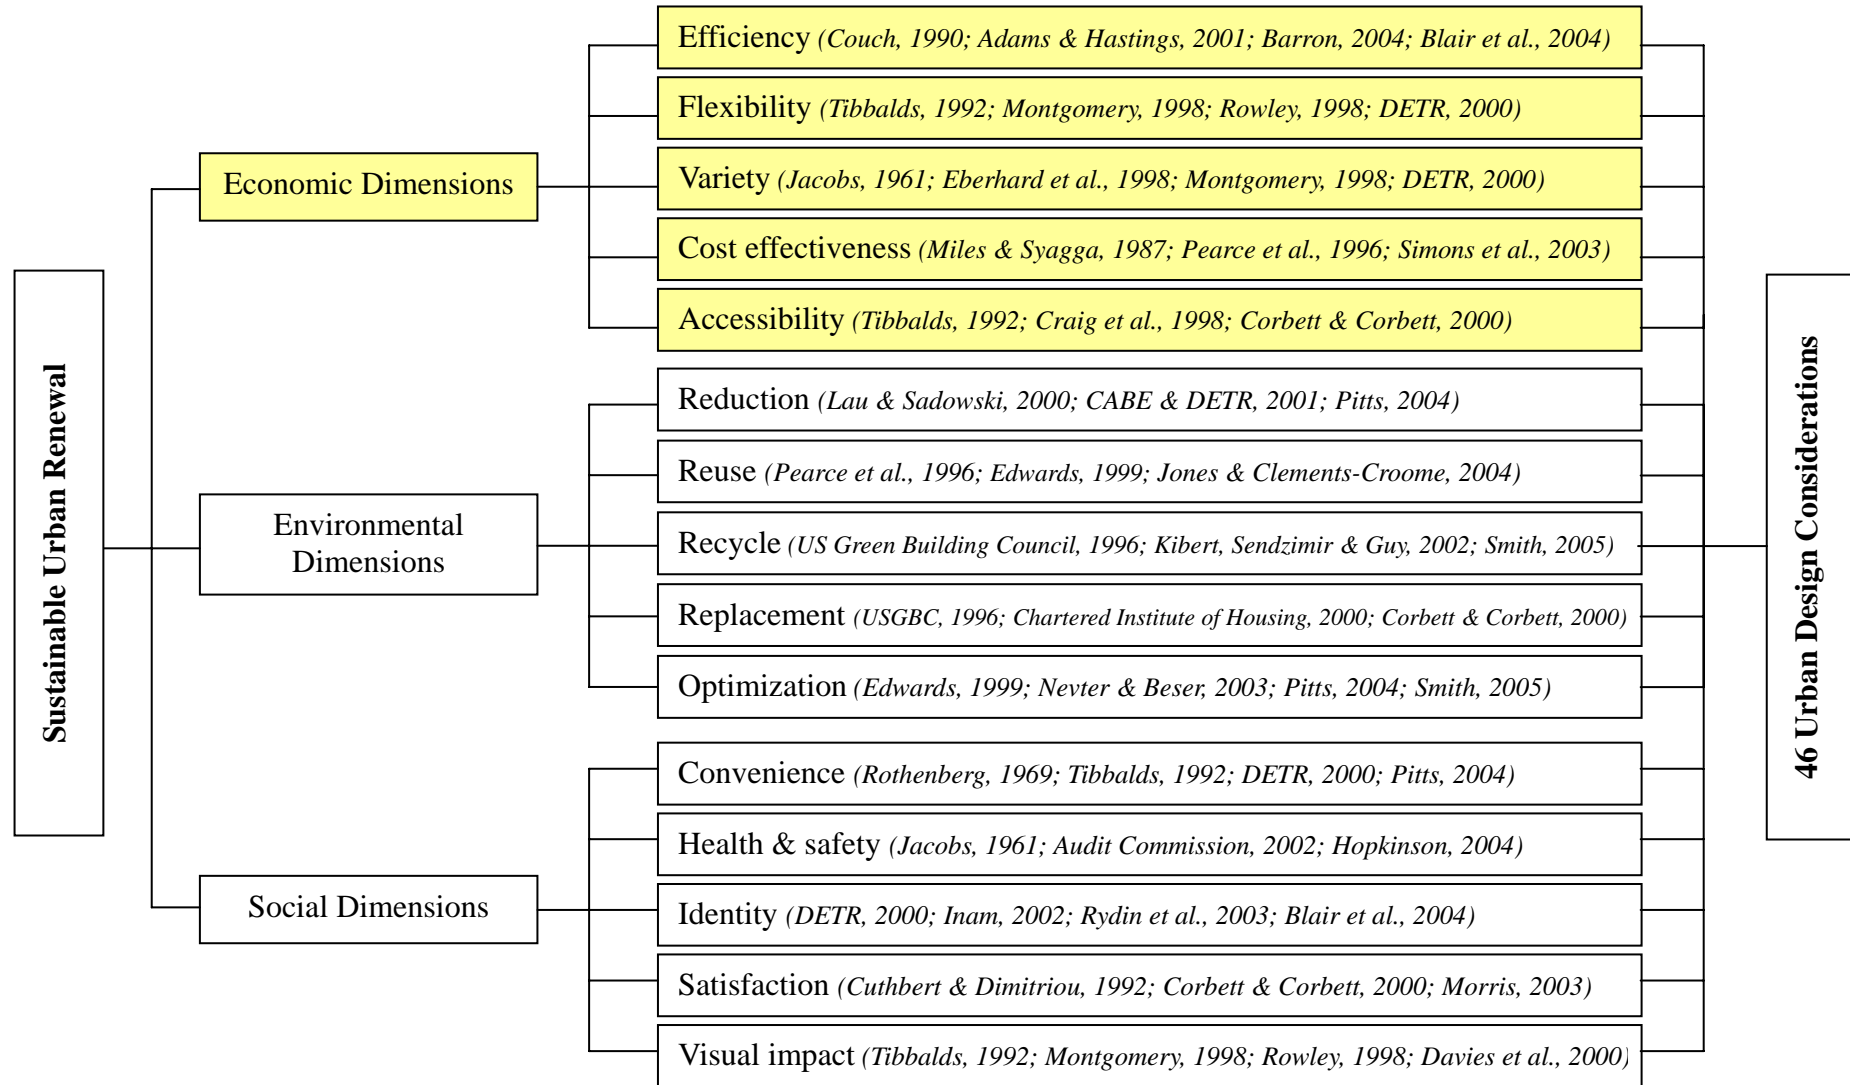 Sustainable Urban Renewal
Economic Dimensions
Efficiency (Couch, 1990; Adams & Hastings, 2001; Barron, 2004; Blair et al., 2004)
Flexibility (Tibbalds, 1992; Montgomery, 1998; Rowley, 1998; DETR, 2000)
Variety (Jacobs, 1961; Eberhard et al., 1998; Montgomery, 1998; DETR, 2000)
Cost effectiveness (Miles & Syagga, 1987; Pearce et al., 1996; Simons et al., 2003)
Accessibility (Tibbalds, 1992; Craig et al., 1998; Corbett & Corbett, 2000)
Environmental
Dimensions
Reduction (Lau & Sadowski, 2000; CABE & DETR, 2001; Pitts, 2004)
Reuse (Pearce et al., 1996; Edwards, 1999; Jones & Clements-Croome, 2004)
Recycle (US Green Building Council, 1996; Kibert, Sendzimir & Guy, 2002; Smith, 2005)
Replacement (USGBC, 1996; Chartered Institute of Housing, 2000; Corbett & Corbett, 2000)
Optimization (Edwards, 1999; Nevter & Beser, 2003; Pitts, 2004; Smith, 2005)
Social Dimensions
Convenience (Rothenberg, 1969; Tibbalds, 1992; DETR, 2000; Pitts, 2004)
Health & safety (Jacobs, 1961; Audit Commission, 2002; Hopkinson, 2004)
Identity (DETR, 2000; Inam, 2002; Rydin et al., 2003; Blair et al., 2004)
Satisfaction (Cuthbert & Dimitriou, 1992; Corbett & Corbett, 2000; Morris, 2003)
Visual impact (Tibbalds, 1992; Montgomery, 1998; Rowley, 1998; Davies et al., 2000)
46 Urban Design Considerations